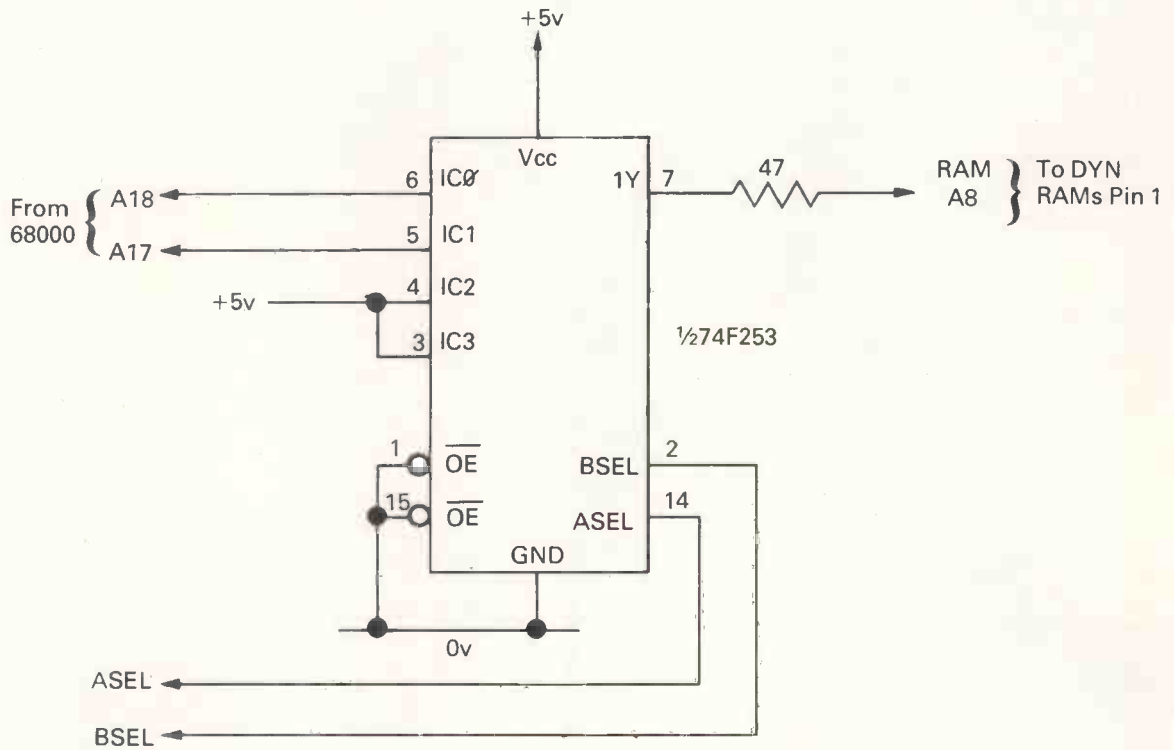 +5v
Vcc
6
IC0
1Y
7
47
RAM
A8
To DYN
RAMs Pin 1
From
68000
A18
A17
5
IC1
4
IC2
+5v
3
IC3
½74F253
1
OE
15
OE
BSEL
2
ASEL
14
GND
0v
ASEL
BSEL